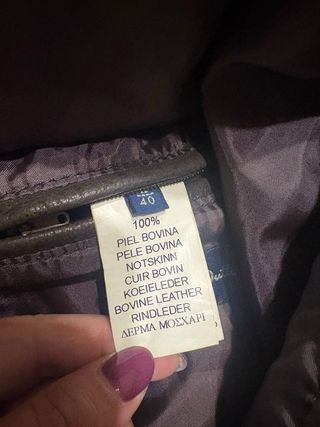 40
100%
PIEL BOVINA
PELE BOVINA
NOTSKINN
CUIR BOVIN
KOEIELEDER
BOVINE LEATHER
RINDLEDER
ΔΕΡΜΑ ΜΟΣΧΑΡΙ